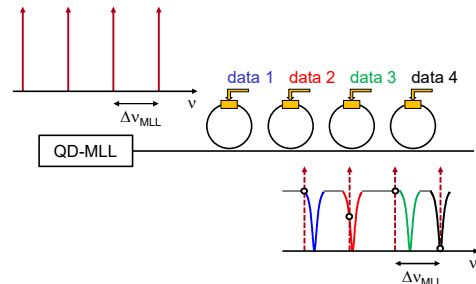 data 1 data 2 data 3 data 4
ν
Δν_MLL
QD-MLL
ν
Δν_MLL